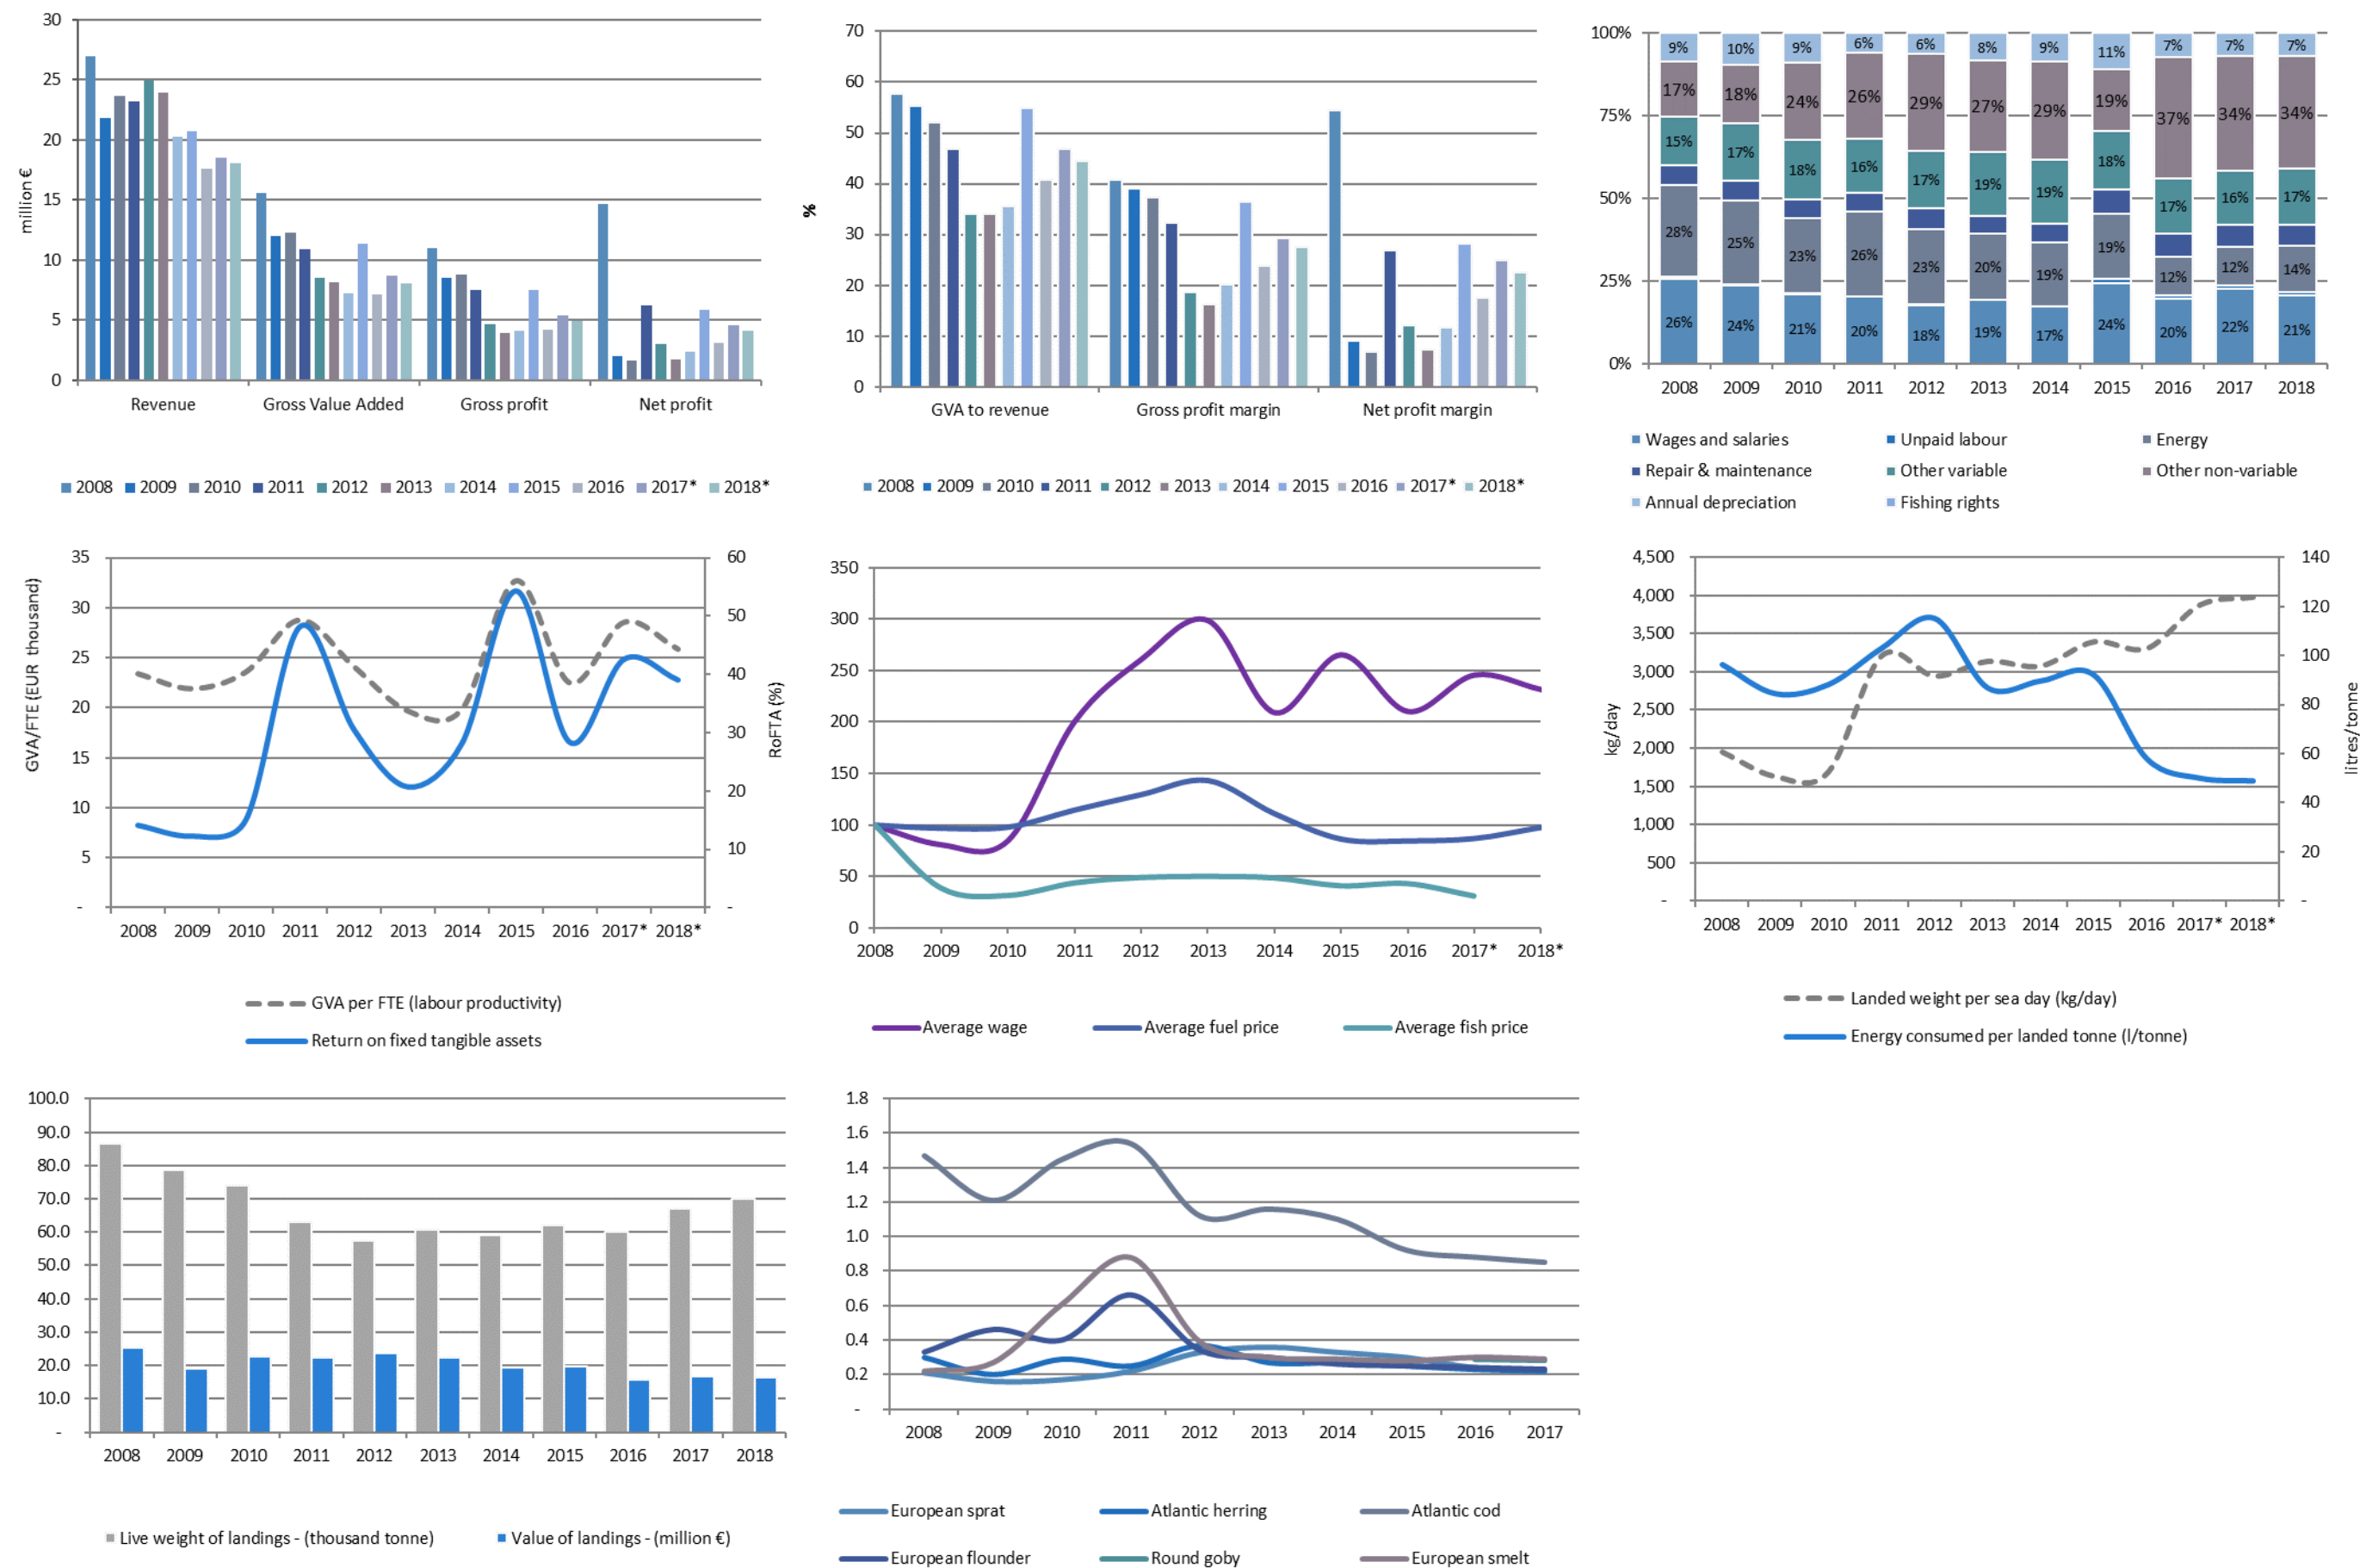 30
25
20
15
10
5
0
million €
Revenue Gross Value Added Gross profit Net profit
2008 2009 2010 2011 2012 2013 2014 2015 2016 2017* 2018*
70
60
50
40
30
20
10
0
%
GVA to revenue Gross profit margin Net profit margin
2008 2009 2010 2011 2012 2013 2014 2015 2016 2017* 2018*
100%
75%
50%
25%
0%
9% 10% 9% 6% 6% 8% 9% 11% 7% 7% 7%
17% 18% 24% 26% 29% 27% 29% 19% 37% 34% 34%
15% 17% 18% 16% 17% 19% 19% 18% 17% 16% 17%
28% 25% 23% 26% 23% 20% 19% 19% 12% 12% 14%
26% 24% 21% 20% 18% 19% 17% 24% 20% 22% 21%
2008 2009 2010 2011 2012 2013 2014 2015 2016 2017 2018
Wages and salaries Unpaid labour Energy
Repair & maintenance Other variable Other non-variable
Annual depreciation Fishing rights
GVA/FTE (EUR thousand)
35
30
25
20
15
10
5
-
60
50
40
30
20
10
-
RoFTA (%)
2008 2009 2010 2011 2012 2013 2014 2015 2016 2017* 2018*
GVA per FTE (labour productivity)
Return on fixed tangible assets
350
300
250
200
150
100
50
0
2008 2009 2010 2011 2012 2013 2014 2015 2016 2017* 2018*
Average wage Average fuel price Average fish price
4,500
4,000
3,500
3,000
2,500
2,000
1,500
1,000
500
-
kg/day
140
120
100
80
60
40
20
-
litres/tonne
2008 2009 2010 2011 2012 2013 2014 2015 2016 2017* 2018*
Landed weight per sea day (kg/day)
Energy consumed per landed tonne (l/tonne)
100.0
90.0
80.0
70.0
60.0
50.0
40.0
30.0
20.0
10.0
-
2008 2009 2010 2011 2012 2013 2014 2015 2016 2017 2018
Live weight of landings - (thousand tonne) Value of landings - (million €)
1.8
1.6
1.4
1.2
1.0
0.8
0.6
0.4
0.2
-
2008 2009 2010 2011 2012 2013 2014 2015 2016 2017
European sprat Atlantic herring Atlantic cod
European flounder Round goby European smelt